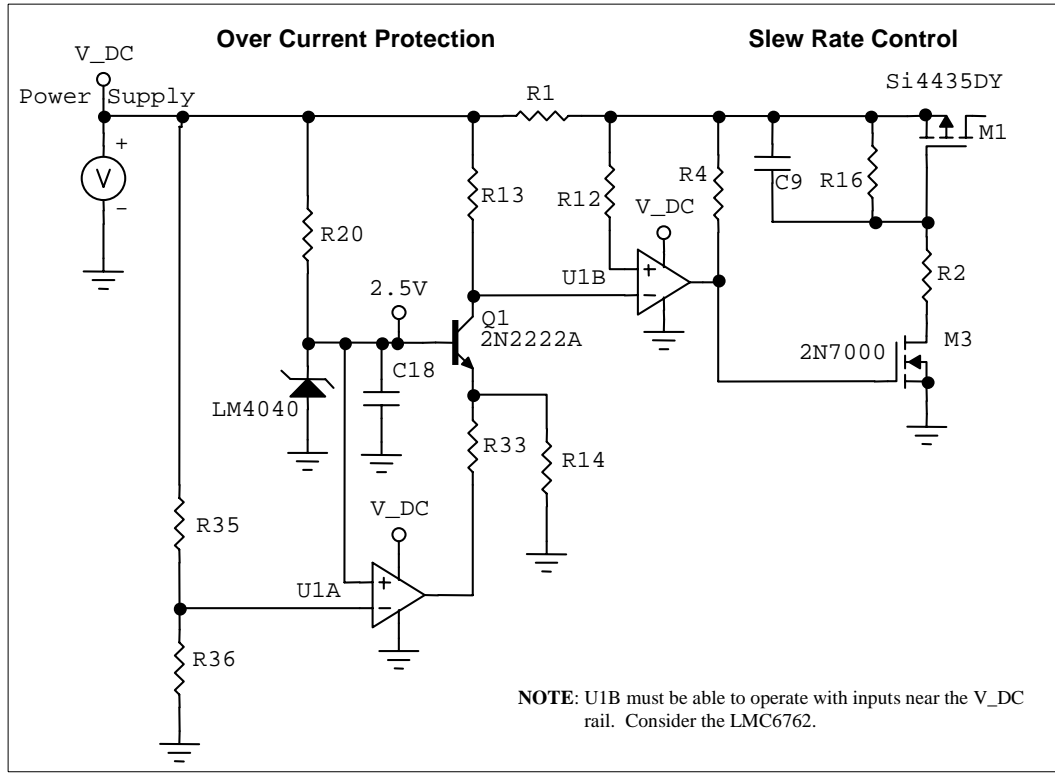 Over Current Protection
Slew Rate Control
V_DC
Power Supply
Si4435DY
R1
M1
+
V
-
R13
R12
R4
C9
R16
V_DC
R20
R2
U1B
+
-
2.5V
Q1
2N2222A
M3
2N7000
C18
LM4040
R33
R14
V_DC
R35
U1A
+
-
R36
NOTE: U1B must be able to operate with inputs near the V_DC
rail. Consider the LMC6762.